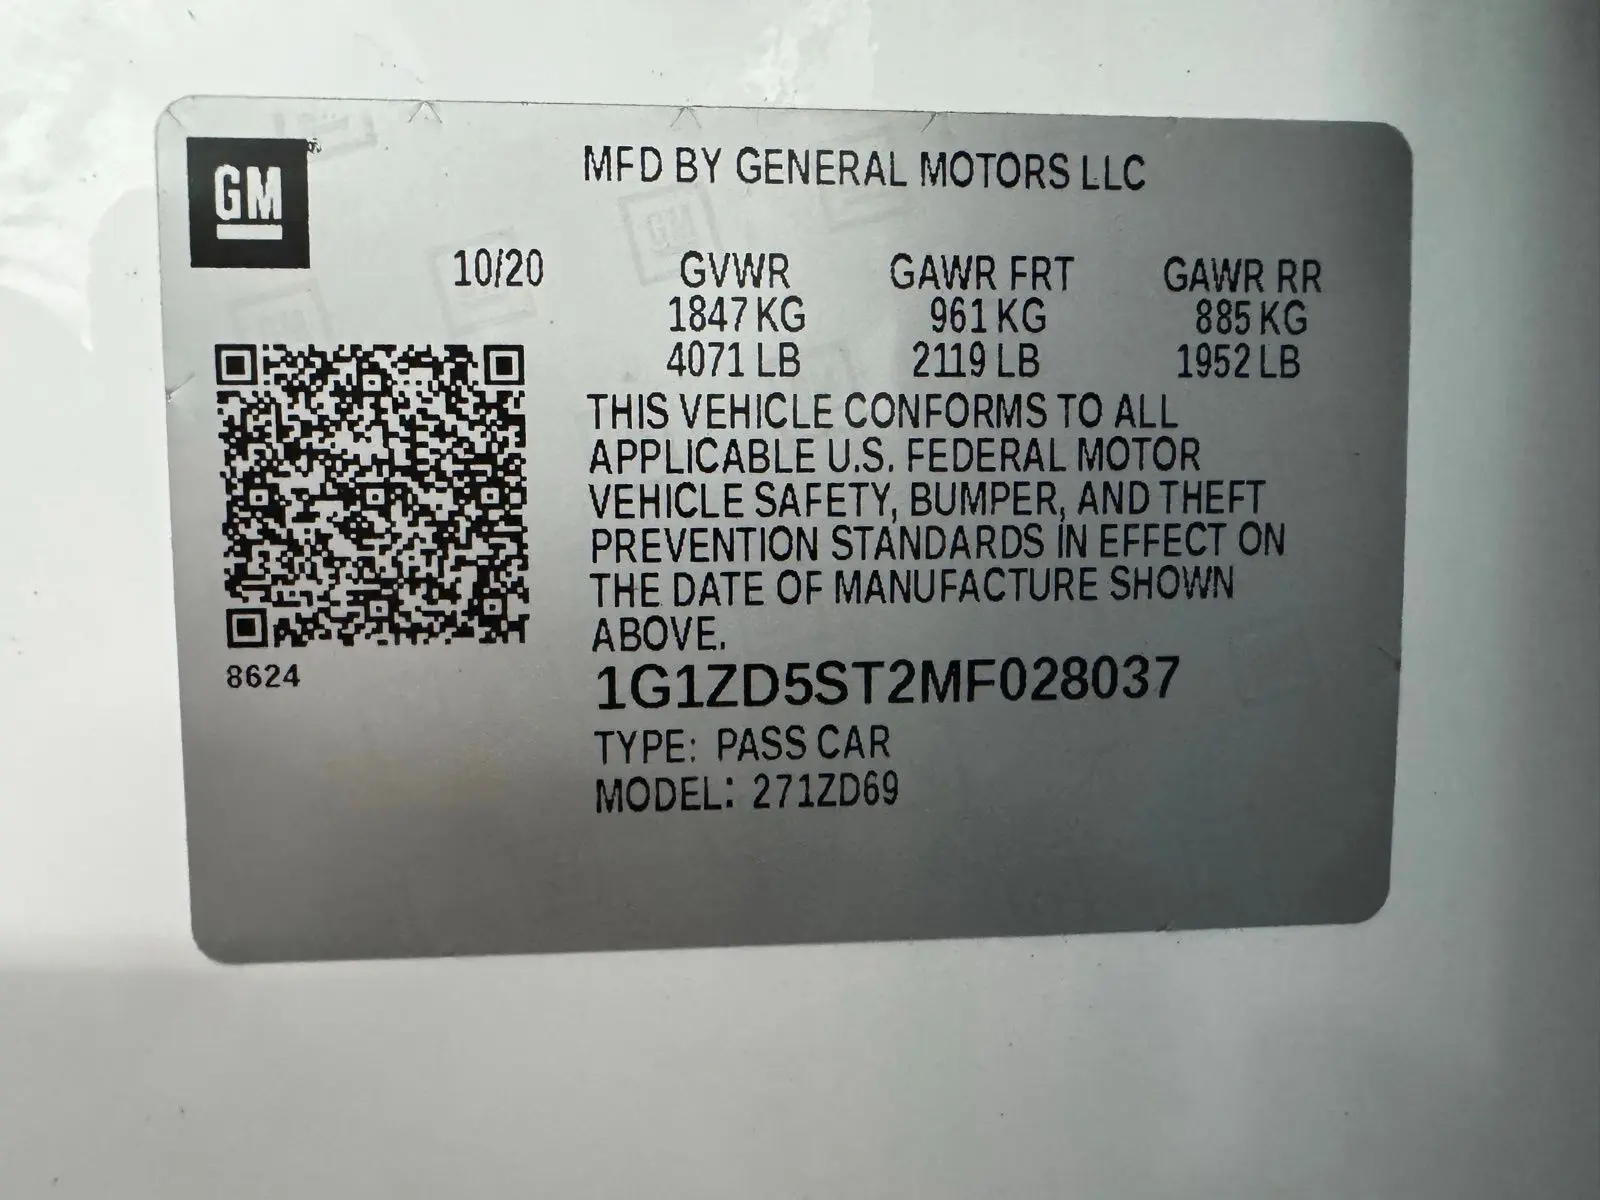 GM
MFD BY GENERAL MOTORS LLC
10/20 GVWR GAWR FRT GAWR RR
1847 KG 961 KG 885 KG
4071 LB 2119 LB 1952 LB
THIS VEHICLE CONFORMS TO ALL
APPLICABLE U.S. FEDERAL MOTOR
VEHICLE SAFETY, BUMPER, AND THEFT
PREVENTION STANDARDS IN EFFECT ON
THE DATE OF MANUFACTURE SHOWN
ABOVE.
8624
1G1ZD5ST2MF028037
TYPE: PASS CAR
MODEL: 271ZD69